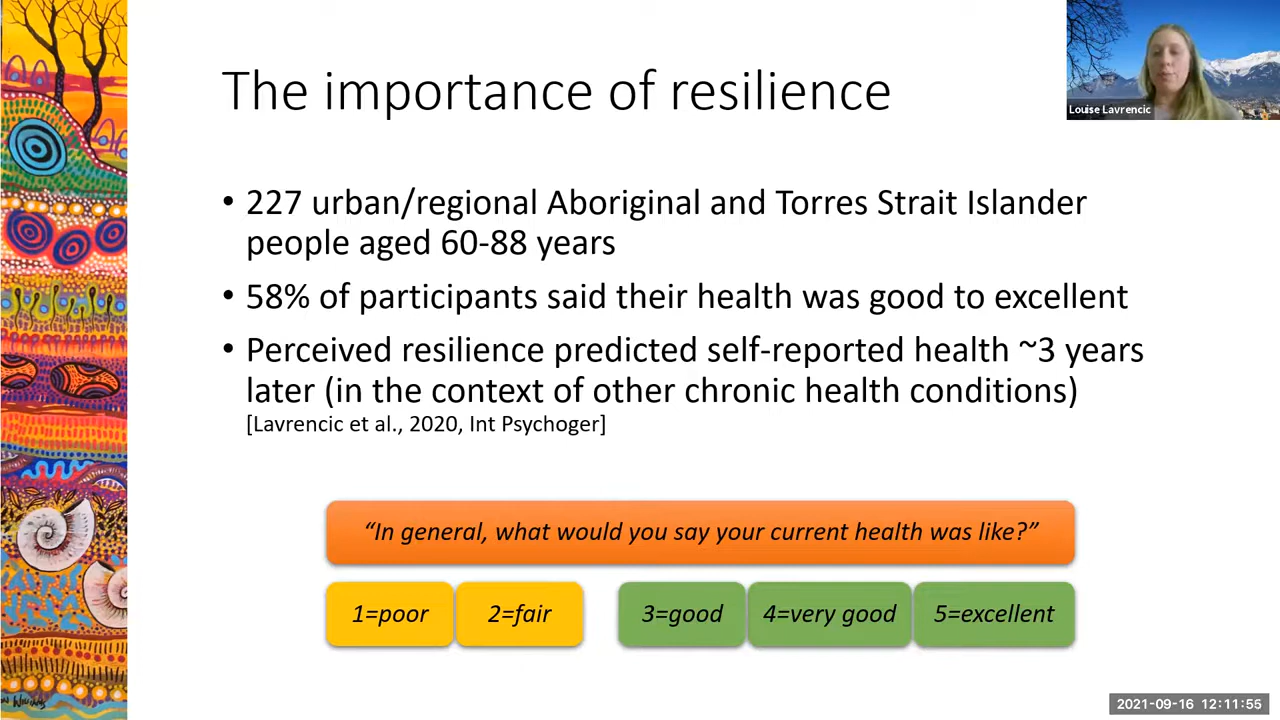 The importance of resilience
Louise Lavrencic
• 227 urban/regional Aboriginal and Torres Strait Islander
people aged 60-88 years
• 58% of participants said their health was good to excellent
• Perceived resilience predicted self-reported health ~3 years
later (in the context of other chronic health conditions)
[Lavrencic et al., 2020, Int Psychoger]
“In general, what would you say your current health was like?”
1=poor
2=fair
3=good
4=very good
5=excellent
2021-09-16 12:11:55